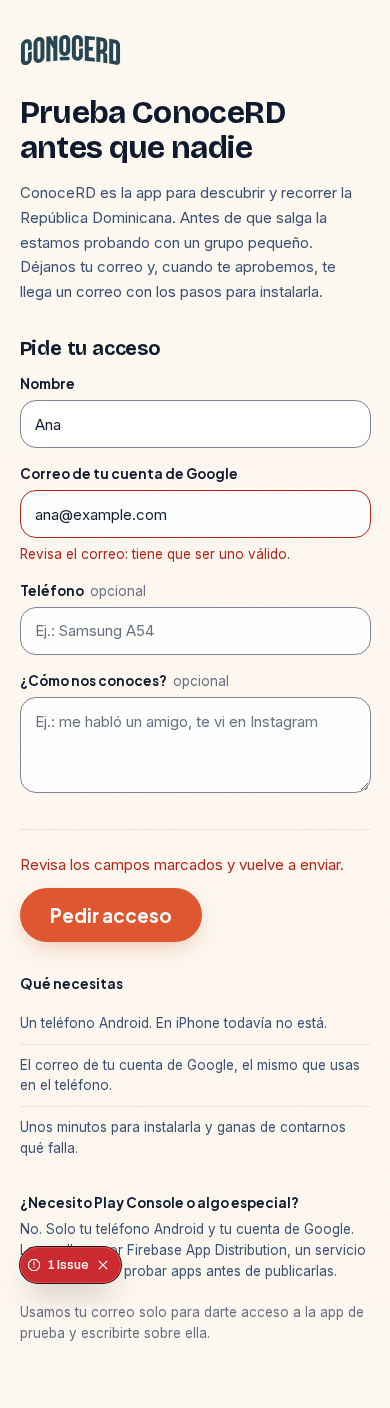 CONOCERD
Prueba ConoceRD
antes que nadie
ConoceRD es la app para descubrir y recorrer la
República Dominicana. Antes de que salga la
estamos probando con un grupo pequeño.
Déjanos tu correo y, cuando te aprobemos, te
llega un correo con los pasos para instalarla.
Pide tu acceso
Nombre
Ana
Correo de tu cuenta de Google
ana@example.com
Revisa el correo: tiene que ser uno válido.
Teléfono opcional
Ej.: Samsung A54
¿Cómo nos conoces? opcional
Ej.: me habló un amigo, te vi en Instagram
Revisa los campos marcados y vuelve a enviar.
Pedir acceso
Qué necesitas
Un teléfono Android. En iPhone todavía no está.
El correo de tu cuenta de Google, el mismo que usas
en el teléfono.
Unos minutos para instalarla y ganas de contarnos
qué falla.
¿Necesito Play Console o algo especial?
No. Solo tu teléfono Android y tu cuenta de Google.
Firebase App Distribution, un servicio
1 Issue
probar apps antes de publicarlas.
Usamos tu correo solo para darte acceso a la app de
prueba y escribirte sobre ella.